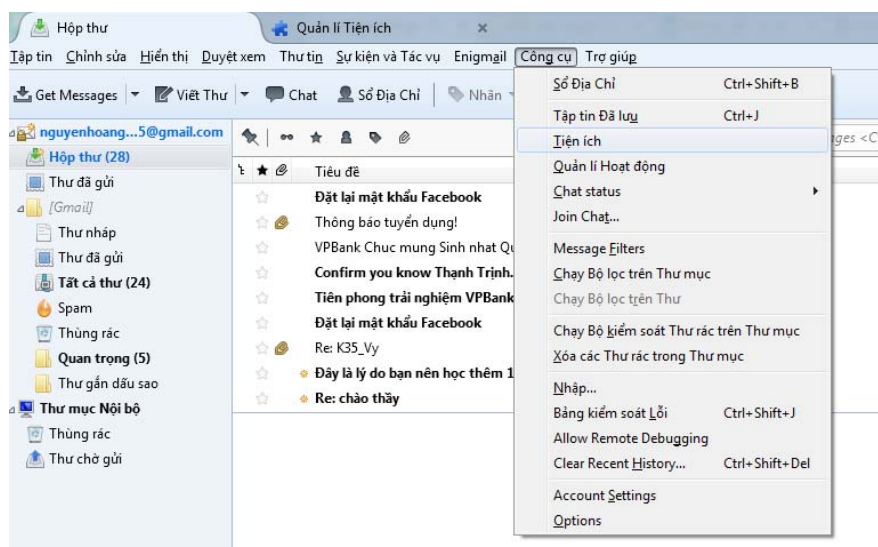 Hộp thư
Quản lí Tiện ích
Tập tin Chỉnh sửa Hiển thị Duyệt xem Thư tin Sự kiện và Tác vụ Enigmail Công cụ Trợ giúp
Get Messages Viết Thư Chat Sổ Địa Chỉ Nhãn
nguyenhoang...5@gmail.com
Hộp thư (28)
Thư đã gửi
[Gmail]
Thư nháp
Thư đã gửi
Tất cả thư (24)
Spam
Thùng rác
Quan trọng (5)
Thư gắn dấu sao
Thư mục Nội bộ
Thùng rác
Thư chờ gửi
Tiêu đề
Đặt lại mật khẩu Facebook
Thông báo tuyển dụng!
VPBank Chuc mung Sinh nhat
Confirm you know Thạnh Trịnh.
Tiên phong trải nghiệm VPBank
Đặt lại mật khẩu Facebook
Re: K35_Vy
Đây là lý do bạn nên học thêm 1
Re: chào thầy
Sổ Địa Chỉ Ctrl+Shift+B
Tập tin Đã lưu Ctrl+J
Tiện ích
Quản lí Hoạt động
Chat status
Join Chat...
Message Filters
Chạy Bộ lọc trên Thư mục
Chạy Bộ lọc trên Thư
Chạy Bộ kiểm soát Thư rác trên Thư mục
Xóa các Thư rác trong Thư mục
Nhập...
Bảng kiểm soát Lỗi Ctrl+Shift+J
Allow Remote Debugging
Clear Recent History... Ctrl+Shift+Del
Account Settings
Options